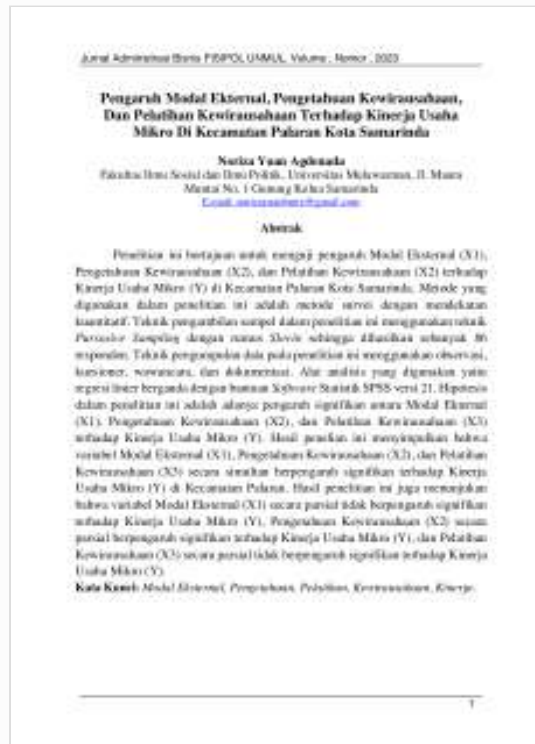 Jurnal Administrasi Bisnis FISIPOL UNMUL, Volume , Nomor , 2023
Pengaruh Modal Ekternal, Pengetahuan Kewirausahaan,
Dan Pelatihan Kewirausahaan Terhadap Kinerja Usaha
Mikro Di Kecamatan Palaran Kota Samarinda
Noriza Yuan Agdenada
Fakultas Ilmu Sosial dan Ilmu Politik, Universitas Mulawarman, Jl. Muara
Muntai No. 1 Gunung Kelua Samarinda
Email:
Abstrak
Penelitian ini bertujuan untuk menguji pengaruh Modal Eksternal (X1),
Pengetahuan Kewirausahaan (X2), dan Pelatihan Kewirausahaan (X2) terhadap
Kinerja Usaha Mikro (Y) di Kecamatan Palaran Kota Samarinda. Metode yang
digunakan dalam penelitian ini adalah metode survei dengan pendekatan
kuantitatif. Teknik pengambilan sampel dalam penelitian ini menggunakan teknik
Purposive Sampling dengan rumus Slovin sehingga dihasilkan sebanyak 86
responden. Teknik pengumpulan data pada penelitian ini menggunakan observasi,
kuesioner, wawancara, dan dokumentasi. Alat analisis yang digunakan yaitu
regresi linier berganda dengan bantuan Software Statistik SPSS versi 21. Hipotesis
dalam penelitian ini adalah adanya pengaruh signifikan antara Modal Eksternal
(X1), Pengetahuan Kewirausahaan (X2), dan Pelatihan Kewirausahaan (X3)
terhadap Kinerja Usaha Mikro (Y). Hasil penelian ini menyimpulkan bahwa
variabel Modal Eksternal (X1), Pengetahuan Kewirausahaan (X2), dan Pelatihan
Kewirausahaan (X3) secara simultan berpengaruh signifikan terhadap Kinerja
Usaha Mikro (Y) di Kecamatan Palaran. Hasil penelitian ini juga menunjukan
bahwa variabel Modal Eksternal (X1) secara parsial tidak berpengaruh signifikan
terhadap Kinerja Usaha Mikro (Y), Pengetahuan Kewirausahaan (X2) secara
parsial berpengaruh signifikan terhadap Kinerja Usaha Mikro (Y), dan Pelatihan
Kewirausahaan (X3) secara parsial tidak berpengaruh signifikan terhadap Kinerja
Usaha Mikro (Y).
Kata Kunci: Modal Eksternal, Pengetahuan, Pelatihan, Kewirausahaan, Kinerja.
1